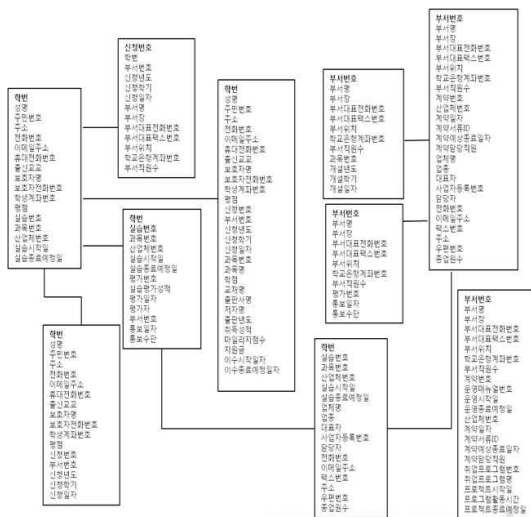 학번
성명
주민번호
주소
전화번호
이메일주소
휴대전화번호
출신교교
보호자명
보호자전화번호
학생계좌번호
평점
실습번호
과목번호
산업체번호
실습시작일
실습종료예정일
신청번호
학번
부서번호
신청년도
신청학기
신청일자
부서명
부서장
부서대표전화번호
부서대표팩스번호
부서위치
학교은행계좌번호
부서직원수
학번
성명
주민번호
주소
전화번호
이메일주소
휴대전화번호
출신교교
보호자명
보호자전화번호
학생계좌번호
평점
신청번호
부서번호
신청년도
신청학기
신청일자
과목번호
과목명
학점
교재명
출판사명
저자명
출판년도
취득성적
마일리지점수
지원금
이수시작일자
이수종료예정일자
부서번호
부서명
부서장
부서대표전화번호
부서대표팩스번호
부서위치
학교은행계좌번호
부서직원수
과목번호
개설년도
개설학기
개설일자
부서번호
부서명
부서장
부서대표전화번호
부서대표팩스번호
부서위치
학교은행계좌번호
부서직원수
계약번호
산업체번호
계약일자
계약서류ID
계약예상종료일자
계약담당직원
업체명
업종
대표자
사업자등록번호
담당자
전화번호
이메일주소
팩스번호
주소
우편번호
종업원수
학번
실습번호
과목번호
산업체번호
실습시작일
실습종료예정일
평가번호
실습평가성적
평가일자
평가자
부서번호
통보일자
통보수단
부서번호
부서명
부서장
부서대표전화번호
부서대표팩스번호
부서위치
학교은행계좌번호
부서직원수
평가번호
통보일자
통보수단
학번
성명
주민번호
주소
전화번호
이메일주소
휴대전화번호
출신교교
보호자명
보호자전화번호
학생계좌번호
평점
신청번호
부서번호
신청년도
신청학기
신청일자
학번
실습번호
과목번호
산업체번호
실습시작일
실습종료예정일
업체명
업종
대표자
사업자등록번호
담당자
전화번호
이메일주소
팩스번호
주소
우편번호
종업원수
부서번호
부서명
부서장
부서대표전화번호
부서대표팩스번호
부서위치
학교은행계좌번호
부서직원수
계약번호
운영매뉴얼번호
운영시작일
운영종료예정일
산업체번호
계약일자
계약서류ID
계약예상종료일자
계약담당직원
취업프로그램번호
취업프로그램명
프로젝트시작일
프로그램활동시간
프로젝트종료예정일